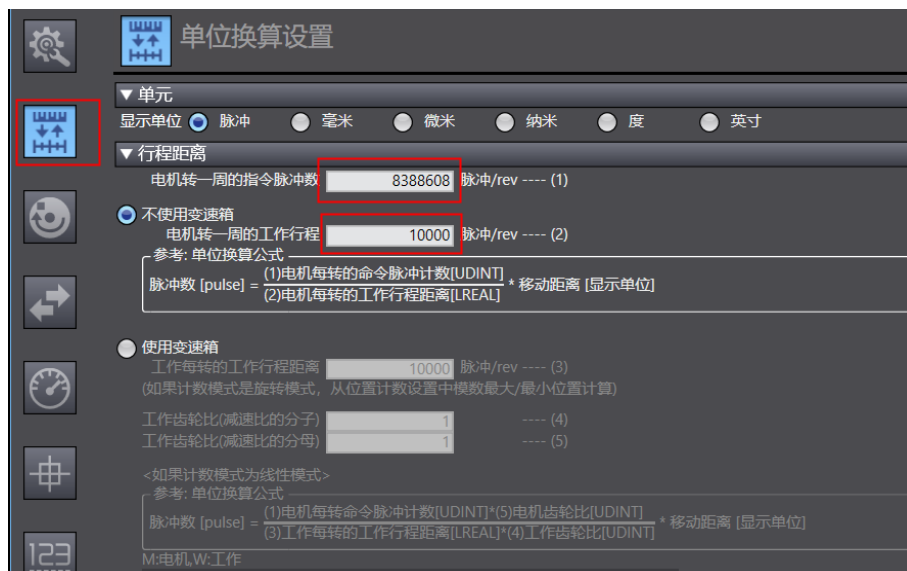 单位换算设置
▼单元
显示单位 脉冲 毫米 微米 纳米 度 英寸
▼行程距离
电机转一周的指令脉冲数 8388608 脉冲/rev ---- (1)
不使用变速箱
电机转一周的工作行程 10000 脉冲/rev ---- (2)
参考: 单位换算公式
(1)电机每转的命令脉冲计数[UDINT]
脉冲数 [pulse] = * 移动距离 [显示单位]
(2)电机每转的工作行程距离[LREAL]
使用变速箱
工作每转的工作行程距离 10000 脉冲/rev ---- (3)
(如果计数模式是旋转模式，从位置计数设置中模数最大/最小位置计算)
工作齿轮比(减速比的分子) 1 ---- (4)
工作齿轮比(减速比的分母) 1 ---- (5)
<如果计数模式为线性模式>
参考: 单位换算公式
(1)电机每转命令脉冲计数[UDINT]*(5)电机齿轮比[UDINT]
脉冲数 [pulse] = * 移动距离 [显示单位]
(3)工作每转的工作行程距离[LREAL]*(4)工作齿轮比[UDINT]
123
M:电机,W:工作